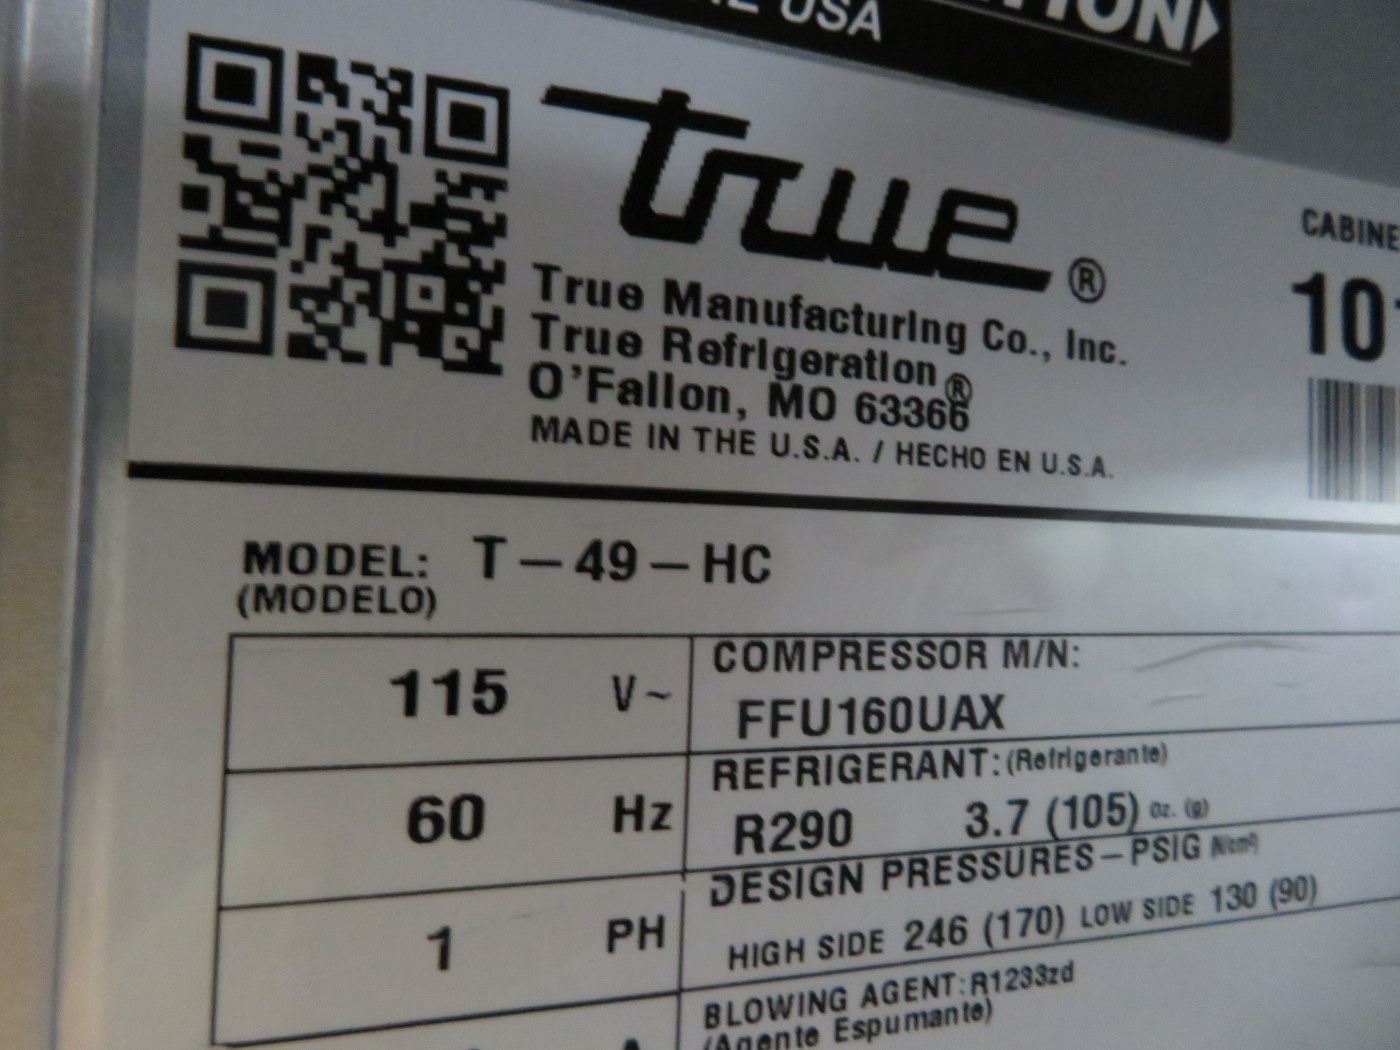 USA
true®
True Manufacturing Co., Inc.
True Refrigeration®
O'Fallon, MO 63366
MADE IN THE U.S.A. / HECHO EN U.S.A.
10
MODEL: T-49-HC
(MODELO)
115 V~
COMPRESSOR M/N:
FFU160UAX
60 Hz
REFRIGERANT: (Refrigerante)
R290 3.7 (105) oz. (g)
1 PH
DESIGN PRESSURES-PSIG
HIGH SIDE 246 (170) LOW SIDE 130 (90)
BLOWING AGENT: R1233zd
(Agente Espumante)